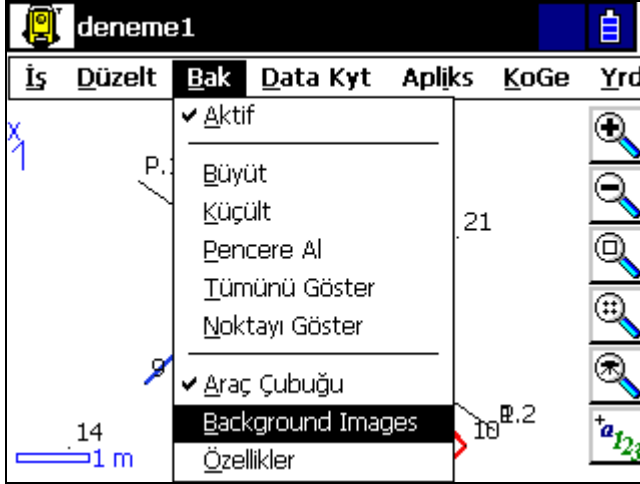 deneme1
İş Düzelt Bak Data Kyt Apliks KoGe Yrd
Aktif
X
P.1
Büyüt
Küçült
21
Pencere Al
Tümünü Göster
Noktayı Göster
9
Araç Çubuğu
Background Images
.2
14
1 m
Özellikler
+a123